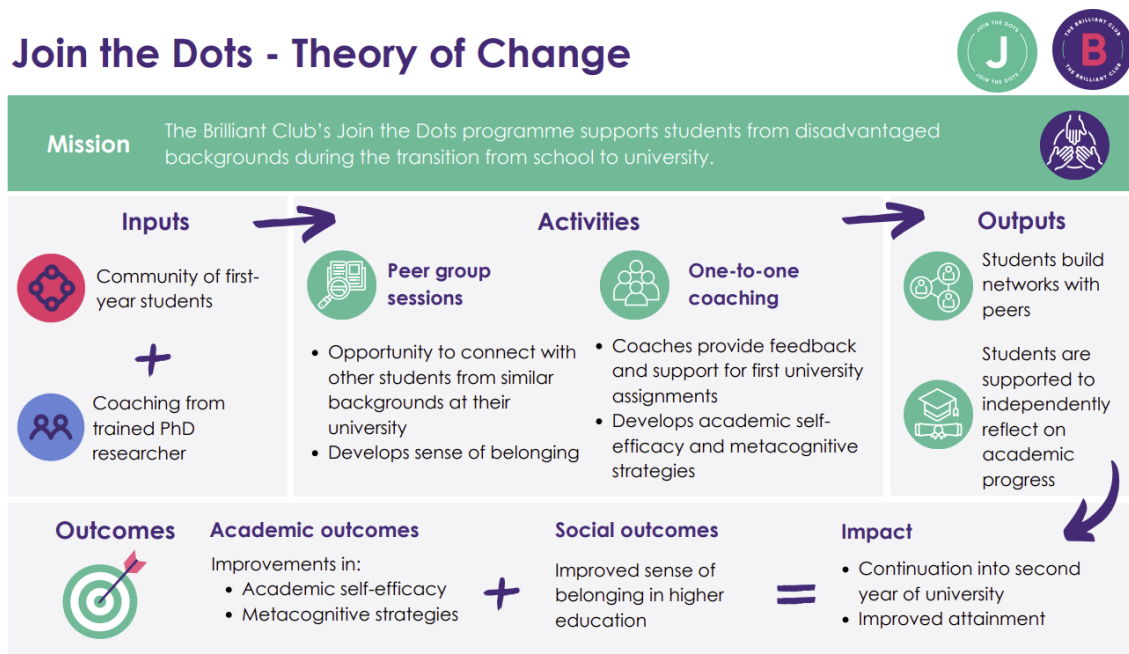 Join the Dots - Theory of Change
JOIN THE DOTS
J
JOIN THE DOTS
THE BRILLIANT CLUB
B
THE BRILLIANT CLUB
Mission
The Brilliant Club’s Join the Dots programme supports students from disadvantaged
backgrounds during the transition from school to university.
Inputs
Community of first-
year students
+
Coaching from
trained PhD
researcher
Activities
Peer group
sessions
• Opportunity to connect with
other students from similar
backgrounds at their
university
• Develops sense of belonging
One-to-one
coaching
• Coaches provide feedback
and support for first university
assignments
• Develops academic self-
efficacy and metacognitive
strategies
Outputs
Students build
networks with
peers
Students are
supported to
independently
reflect on
academic
progress
Outcomes
Academic outcomes
Improvements in:
• Academic self-efficacy
• Metacognitive strategies
+
Social outcomes
Improved sense of
belonging in higher
education
=
Impact
• Continuation into second
year of university
• Improved attainment